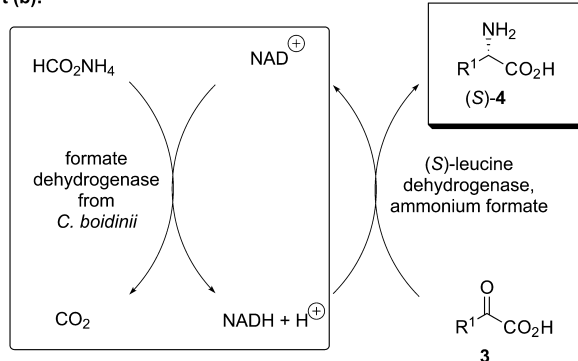 t (b).
HCO2NH4
NAD+
NH2
R1 CO2H
(S)-4
formate
dehydrogenase
from
C. boidinii
(S)-leucine
dehydrogenase,
ammonium formate
CO2
NADH + H+
O
R1 CO2H
3